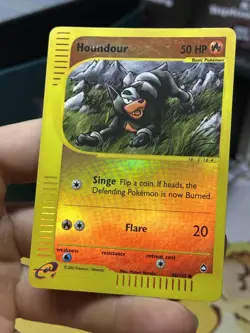 Houndour 50 HP
Basic Pokémon
Singe Flip a coin. If heads, the
Defending Pokémon is now Burned.
Flare 20
weakness resistance retreat cost
e